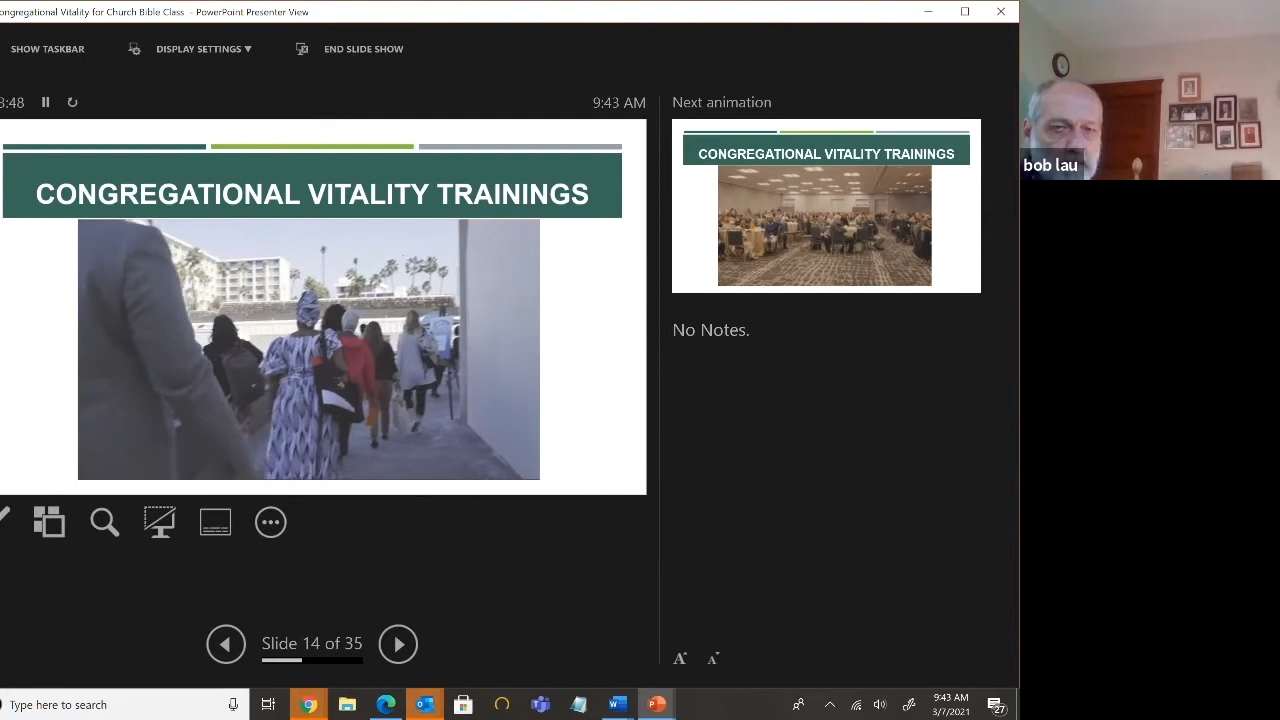 ongregational Vitality for Church Bible Class - PowerPoint Presenter View
SHOW TASKBAR
DISPLAY SETTINGS ▼
END SLIDE SHOW
3:48
9:43 AM
Next animation
CONGREGATIONAL VITALITY TRAININGS
CONGREGATIONAL VITALITY TRAININGS
bob lau
No Notes.
Slide 14 of 35
A A
Type here to search
9:43 AM
3/7/2021
27